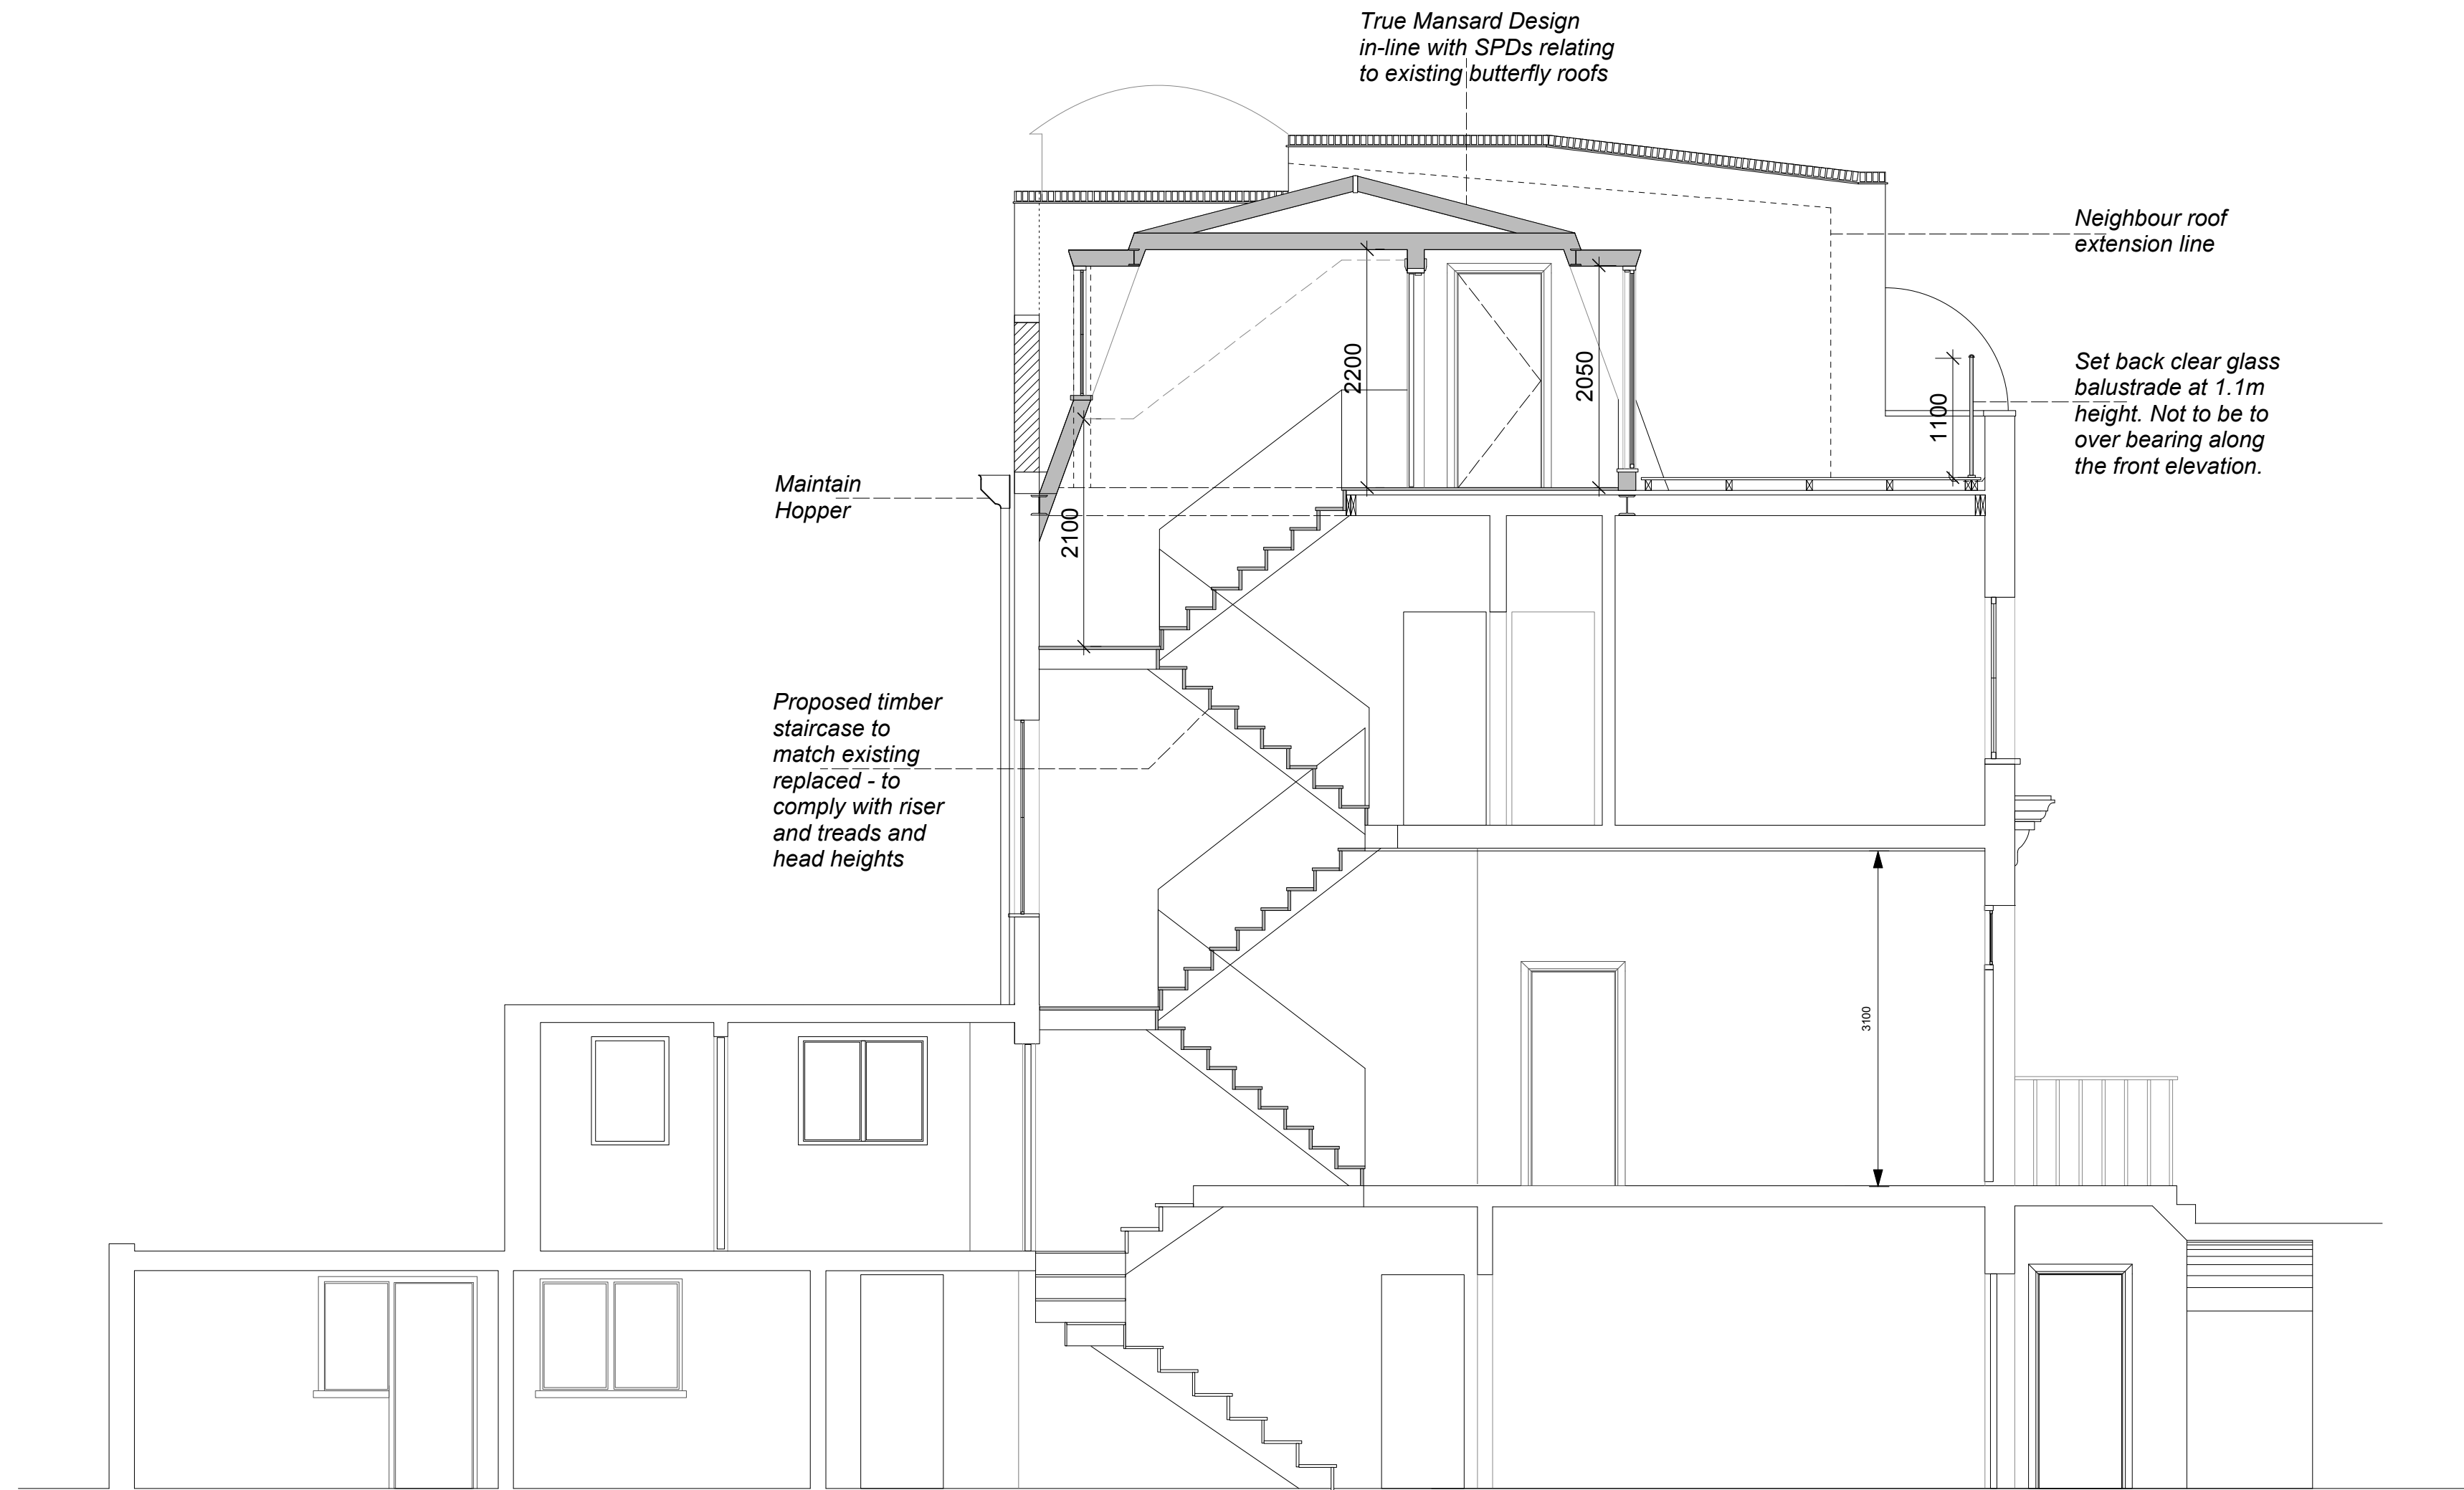 True Mansard Design
in-line with SPDs relating
to existing butterfly roofs
Neighbour roof
extension line
Set back clear glass
balustrade at 1.1m
height. Not to be to
over bearing along
the front elevation.
2200
2050
1100
Maintain
Hopper
2100
Proposed timber
staircase to
match existing
replaced - to
comply with riser
and treads and
head heights
3100